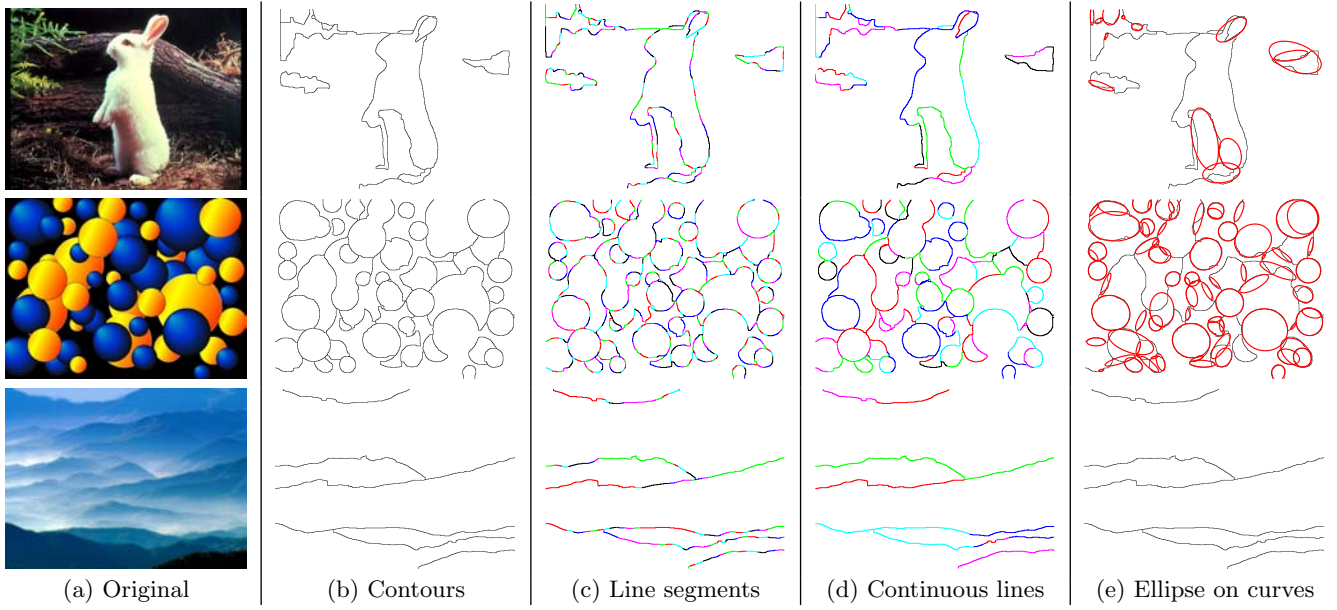 (a) Original
(b) Contours
(c) Line segments
(d) Continuous lines
(e) Ellipse on curves